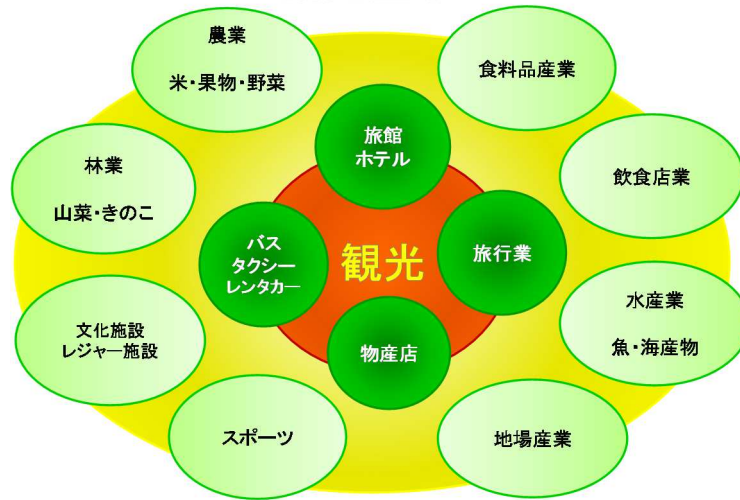 農業
米・果物・野菜
食料品産業
旅館
ホテル
林業
山菜・きのこ
飲食店業
バス
タクシー
レンタカー
観光
旅行業
水産業
魚・海産物
文化施設
レジャー施設
物産店
スポーツ
地場産業